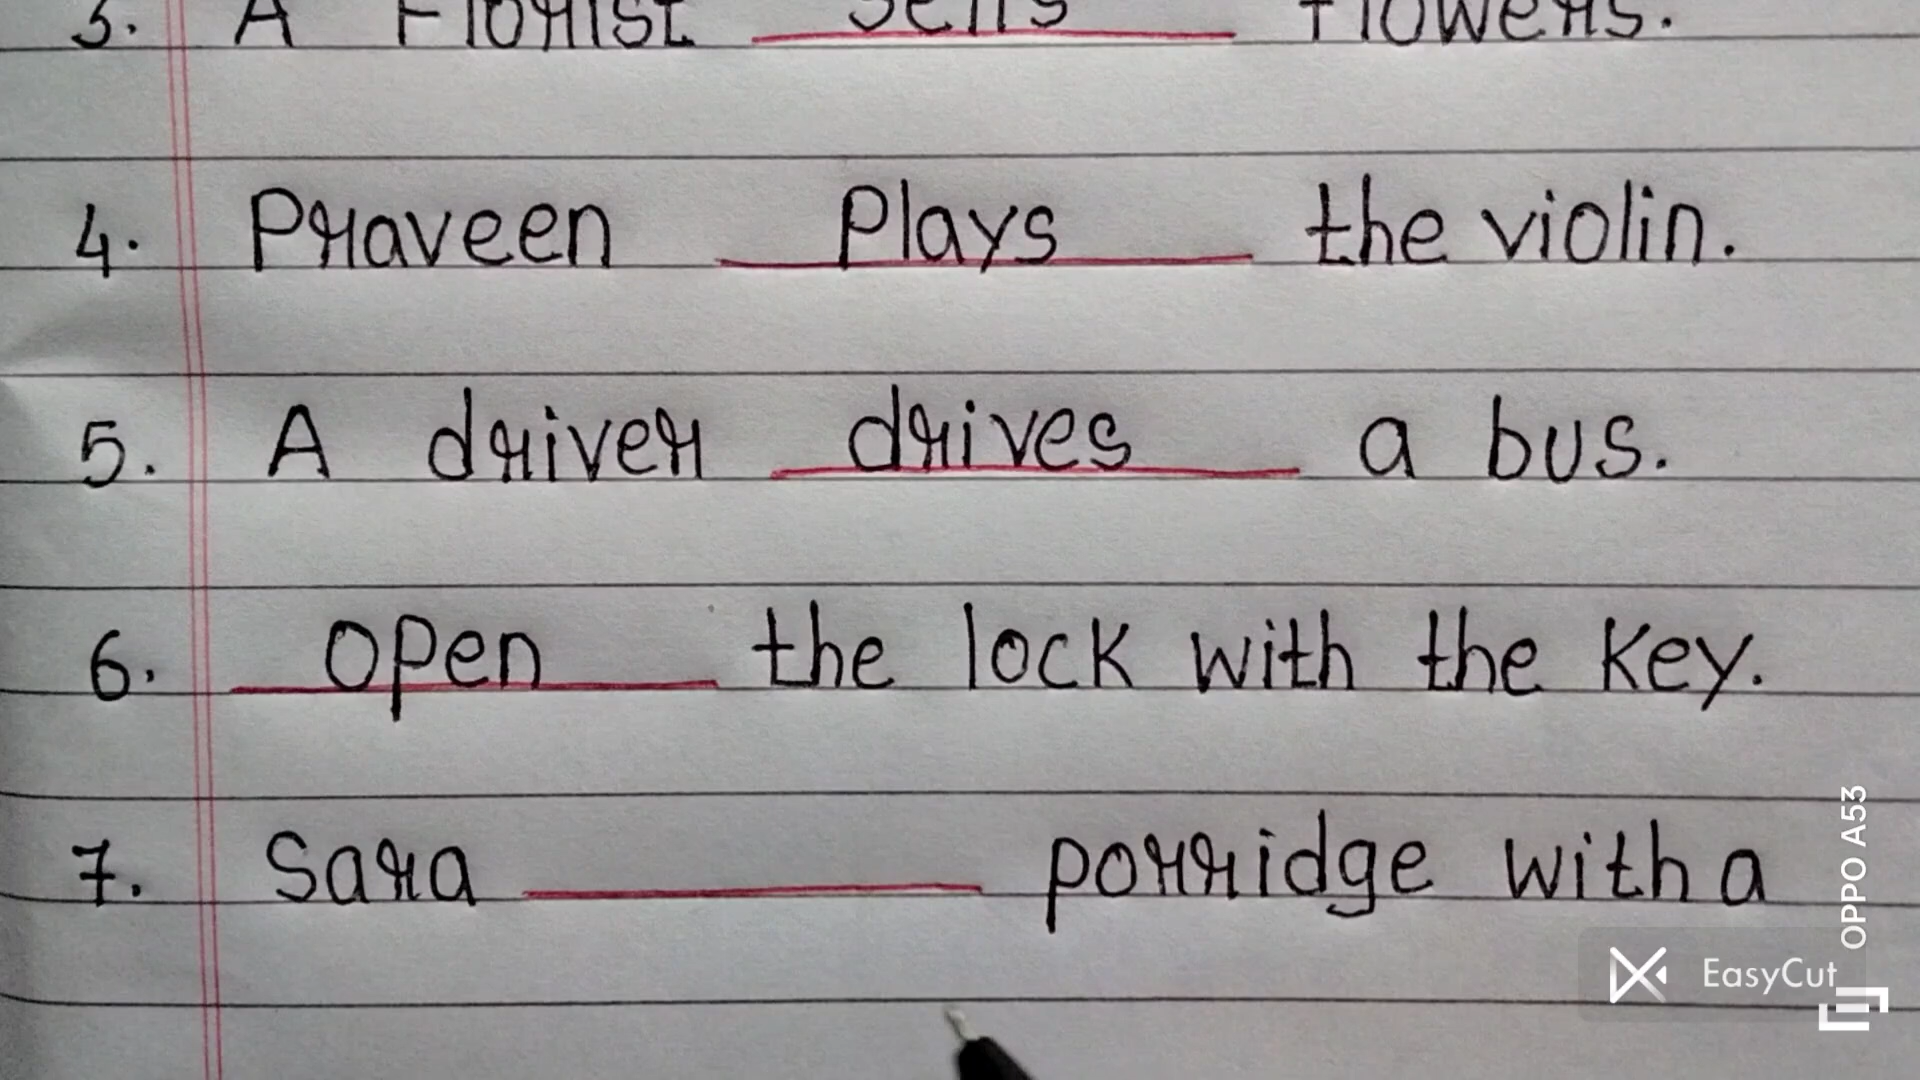 3. A Florist sells flowers.
4. Praveen Plays the violin.
5. A driver drives a bus.
6. open the lock with the key.
7. Sara ________ porridge with a
OPPO A53
EasyCut